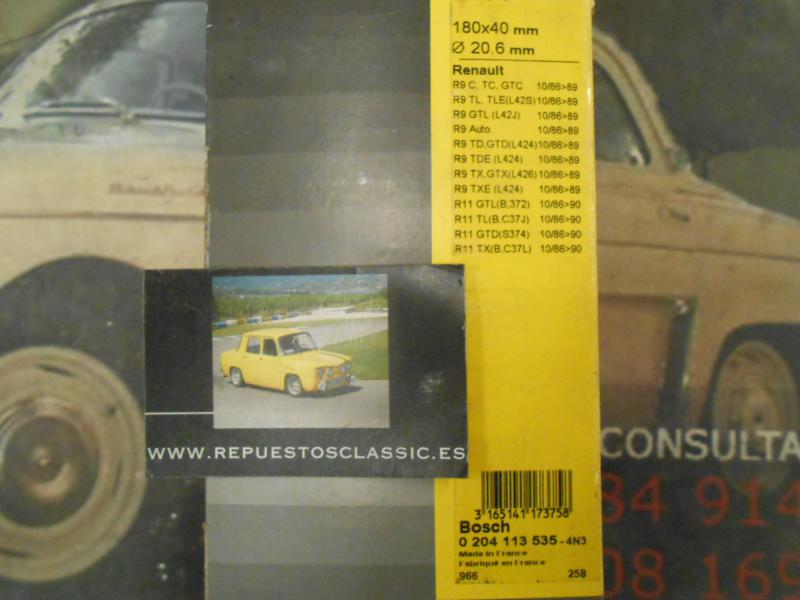 180x40 mm
Ø 20.6 mm
Renault
R9 C, TC, GTC 10/86>89
R9 TL, TLE(L42S) 10/86>89
R9 GTL (L42J) 10/86>89
R9 Auto. 10/86>89
R9 TD,GTD(L424) 10/86>89
R9 TDE (L424) 10/86>89
R9 TX,GTX(L426) 10/86>89
R9 TXE (L424) 10/86>89
R11 GTL(B,372) 10/86>90
R11 TL(B,C37J) 10/86>90
R11 GTD(S374) 10/86>90
R11 TX(B,C37L) 10/86>90
WWW.REPUESTOSCLASSIC.ES
CONSULTA
84 914
08 169
3 165141 173758
Bosch
0 204 113 535 - 4N3
Made in France
Fabriqué en France
966 258